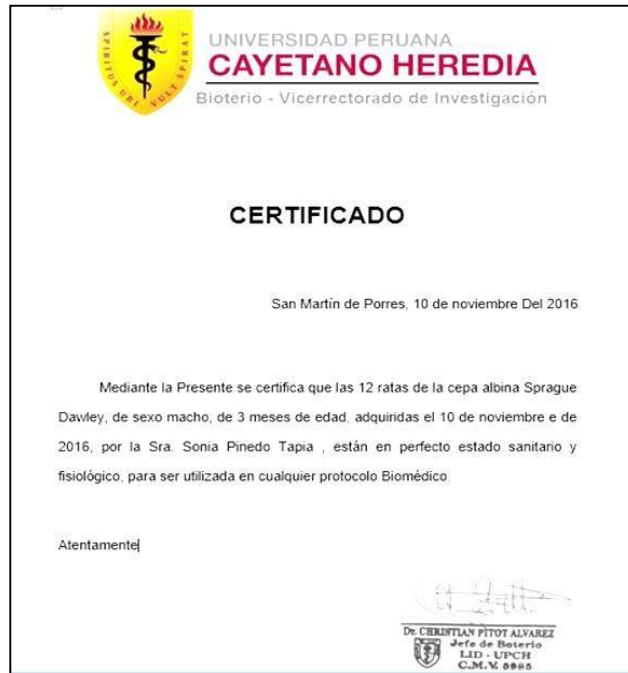 SPIRITUS UBI VULT SPIRAT
UNIVERSIDAD PERUANA
CAYETANO HEREDIA
Bioterio - Vicerrectorado de Investigación
CERTIFICADO
San Martín de Porres, 10 de noviembre Del 2016
Mediante la Presente se certifica que las 12 ratas de la cepa albina Sprague
Dawley, de sexo macho, de 3 meses de edad, adquiridas el 10 de noviembre e de
2016, por la Sra. Sonia Pinedo Tapia , están en perfecto estado sanitario y
fisiológico, para ser utilizada en cualquier protocolo Biomédico.
Atentamente
Dr. CHRISTIAN PITOT ALVAREZ
Jefe de Boterio
LID - UPCH
C.M.V. 5985